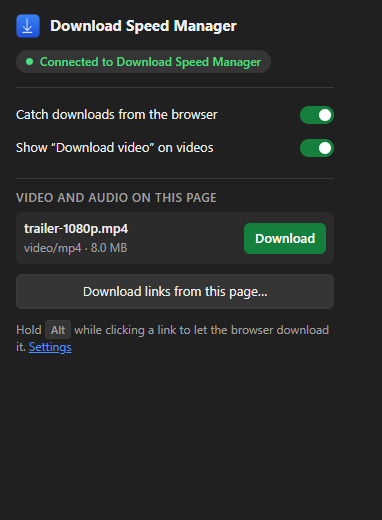 Download Speed Manager
Connected to Download Speed Manager
Catch downloads from the browser
Show “Download video” on videos
VIDEO AND AUDIO ON THIS PAGE
trailer-1080p.mp4
video/mp4 · 8.0 MB
Download
Download links from this page...
Hold Alt while clicking a link to let the browser download
it. Settings